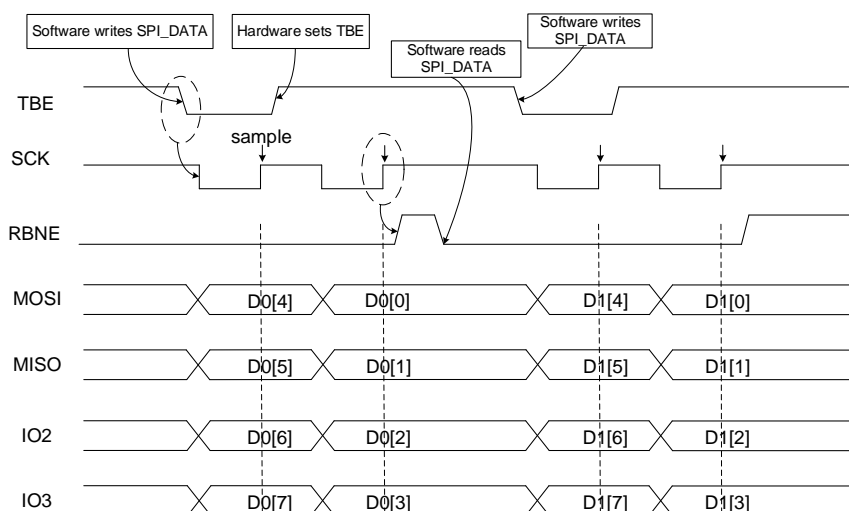 Software writes SPI_DATA
Hardware sets TBE
Software reads
SPI_DATA
Software writes
SPI_DATA
TBE
sample
SCK
RBNE
MOSI D0[4] D0[0] D1[4] D1[0]
MISO D0[5] D0[1] D1[5] D1[1]
IO2 D0[6] D0[2] D1[6] D1[2]
IO3 D0[7] D0[3] D1[7] D1[3]